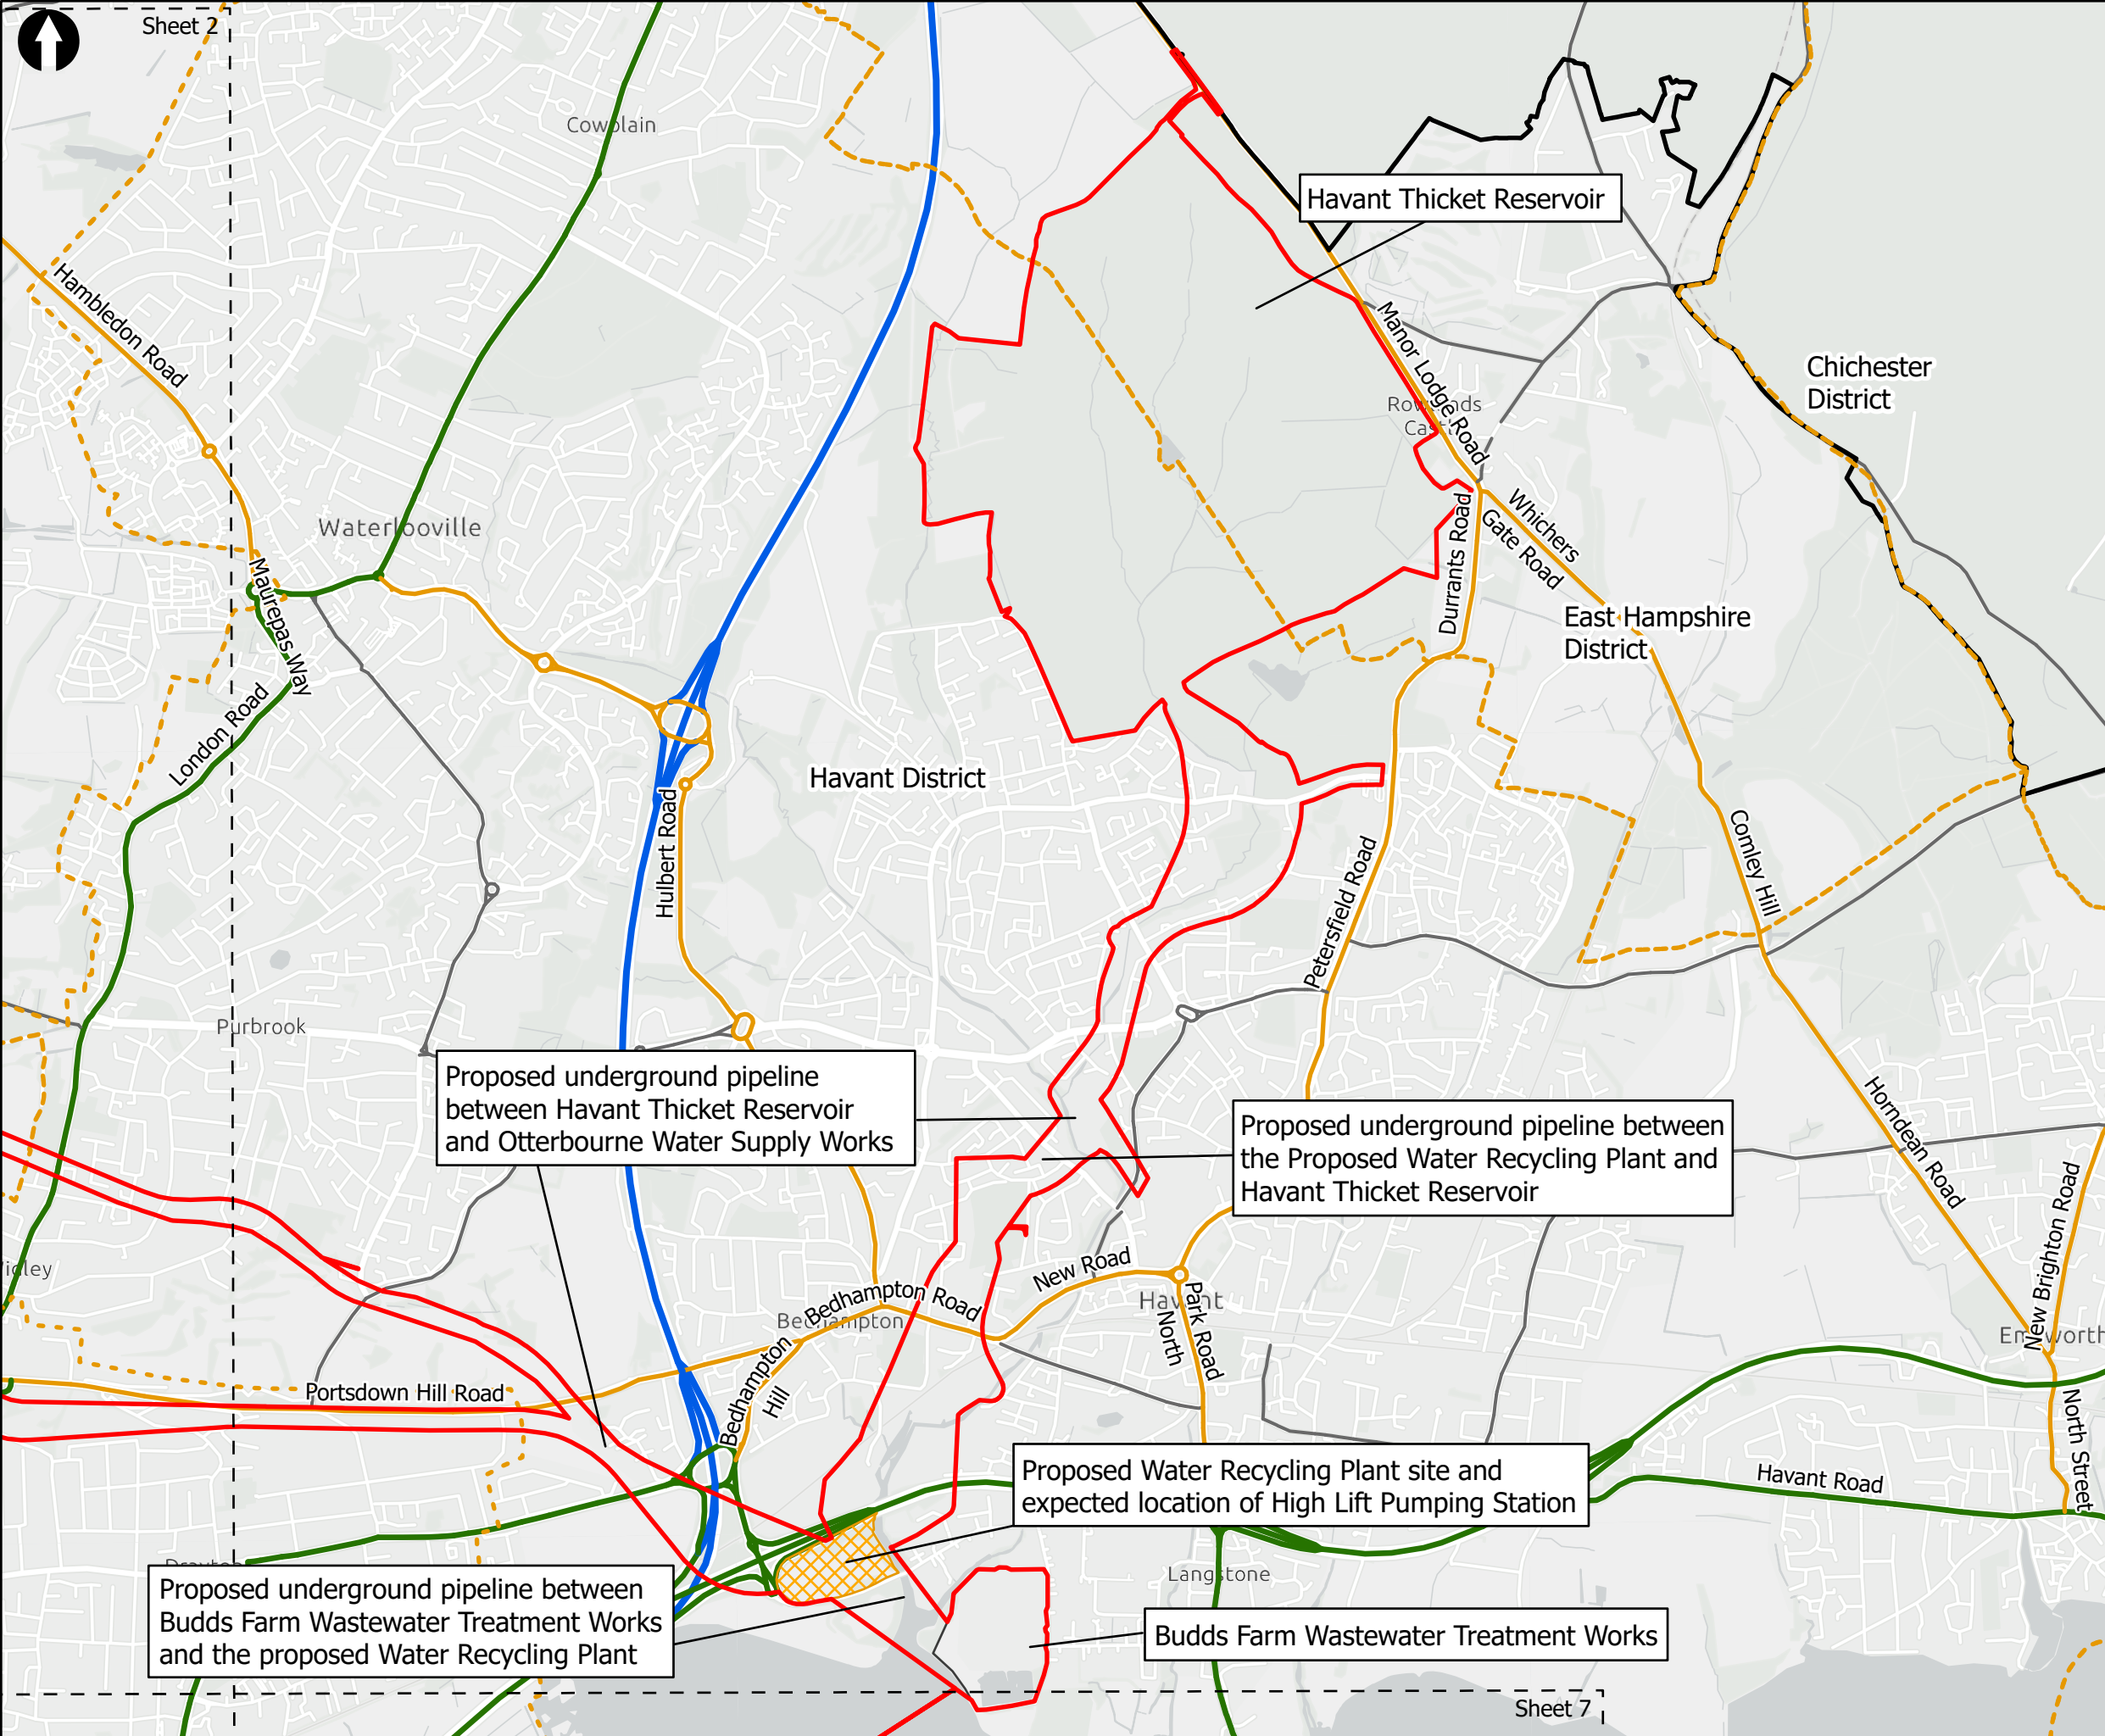 Sheet 2
Cowplain
Havant Thicket Reservoir
Hambledon Road
Manor Lodge Road
Chichester
District
Rowlands
Castle
Waterlooville
Durrants Road
Whichers
Gate Road
Maurepas Way
East Hampshire
District
London Road
Havant District
Hulbert Road
Comley Hill
Petersfield Road
Purbrook
Proposed underground pipeline
between Havant Thicket Reservoir
and Otterbourne Water Supply Works
Horndean Road
Proposed underground pipeline between
the Proposed Water Recycling Plant and
Havant Thicket Reservoir
New Brighton Road
New Road
Bedhampton Road
Havant
Park Road
North
Bedhampton
Emsworth
Bedhampton
Hill
Portsdown Hill Road
North Street
Proposed Water Recycling Plant site and
expected location of High Lift Pumping Station
Havant Road
Drayton
Langstone
Proposed underground pipeline between
Budds Farm Wastewater Treatment Works
and the proposed Water Recycling Plant
Budds Farm Wastewater Treatment Works
Sheet 7